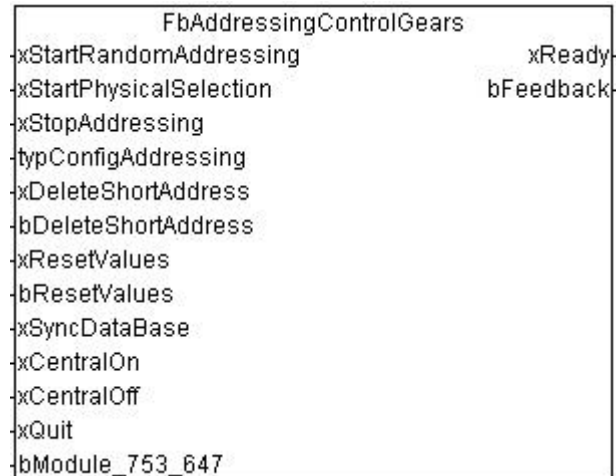 FbAddressingControlGears
xStartRandomAddressing xReady
xStartPhysicalSelection bFeedback
xStopAddressing
typConfigAddressing
xDeleteShortAddress
bDeleteShortAddress
xResetValues
bResetValues
xSyncDataBase
xCentralOn
xCentralOff
xQuit
bModule_753_647